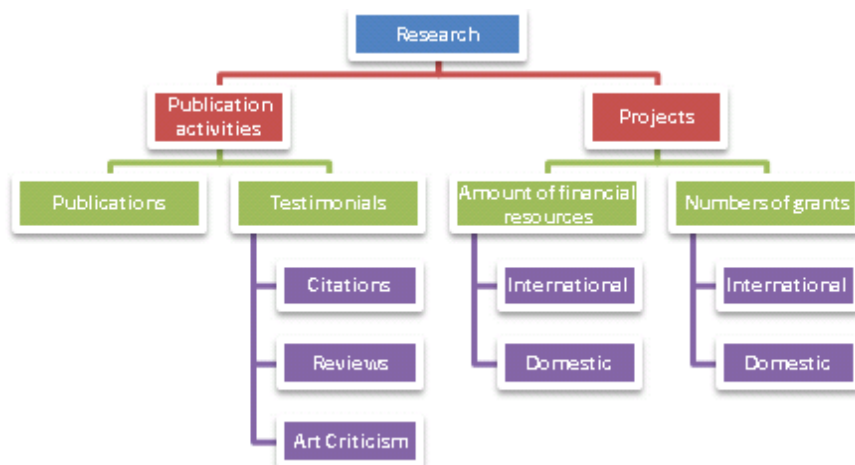 Research
Publication
activities
Projects
Publications
Testimonials
Amount of financial
resources
Numbers of grants
Citations
International
International
Reviews
Domestic
Domestic
Art Criticism